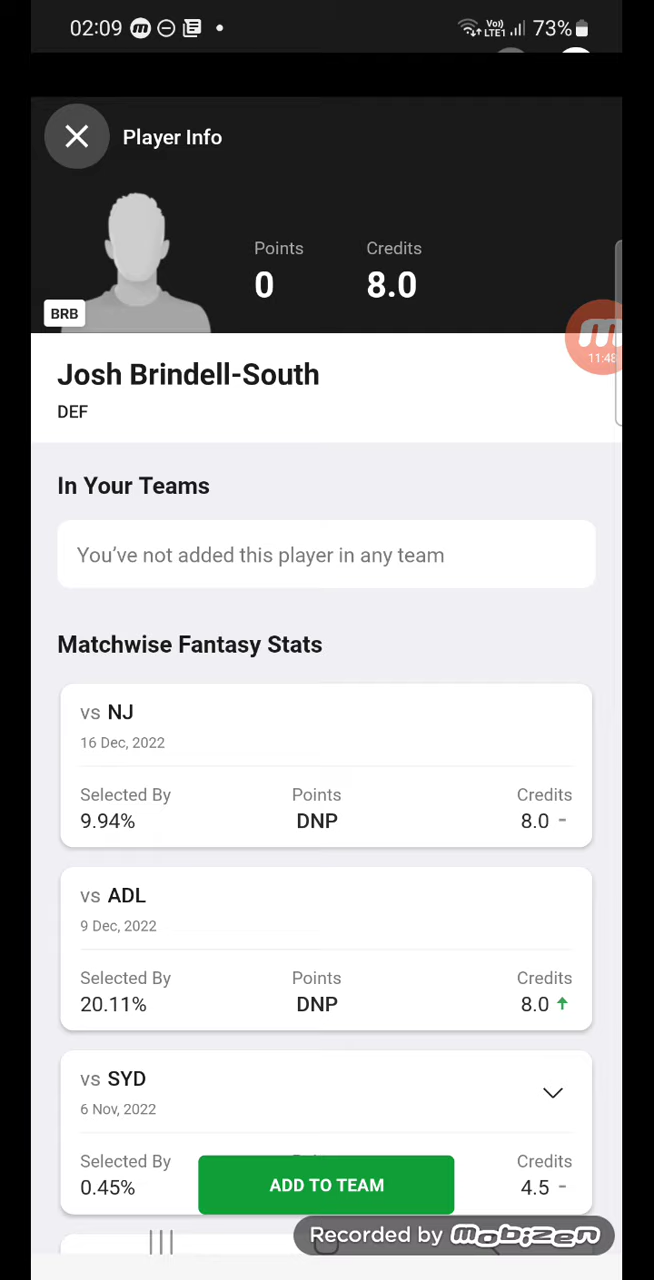 02:09
Vo)) LTE1 73%
Player Info
Points Credits
0 8.0
BRB
11:48
Josh Brindell-South
DEF
In Your Teams
You've not added this player in any team
Matchwise Fantasy Stats
vs NJ
16 Dec, 2022
Selected By Points Credits
9.94% DNP 8.0 -
vs ADL
9 Dec, 2022
Selected By Points Credits
20.11% DNP 8.0 ↑
vs SYD
6 Nov, 2022
Selected By Credits
0.45% 4.5 -
ADD TO TEAM
Recorded by mobizen